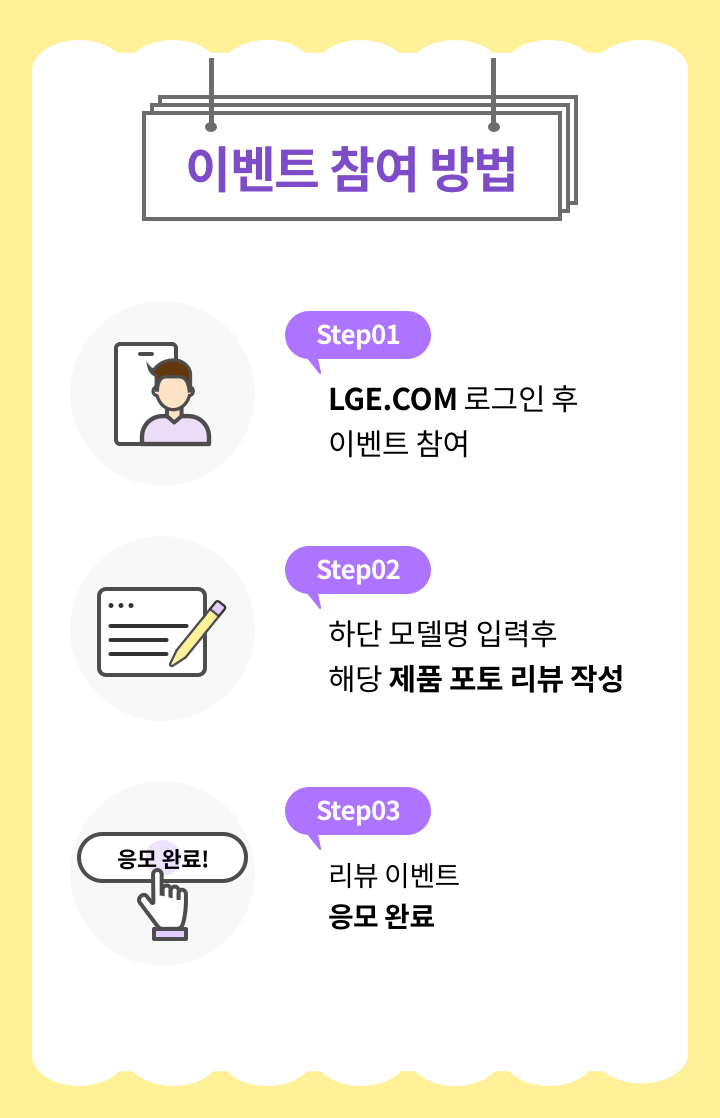 이벤트 참여 방법
Step01
LGE.COM 로그인 후
이벤트 참여
Step02
하단 모델명 입력후
해당 제품 포토 리뷰 작성
Step03
응모 완료!
리뷰 이벤트
응모 완료